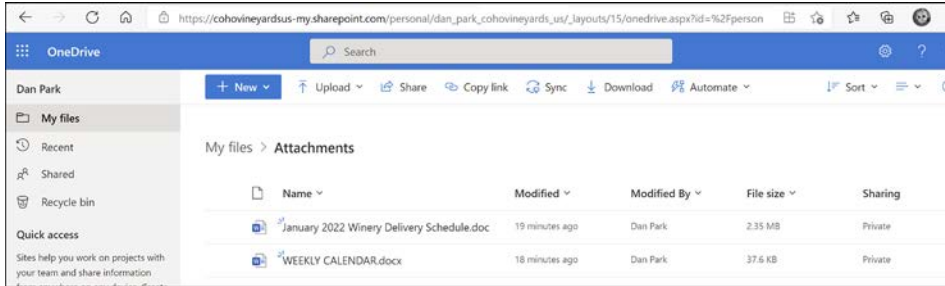 https://cohovineyardsus-my.sharepoint.com/personal/dan_park_cohovineyards_us/_layouts/15/onedrive.aspx?id=%2Fperson
OneDrive
Search
Dan Park
New
Upload
Share
Copy link
Sync
Download
Automate
Sort
My files
Recent
Shared
Recycle bin
Quick access
Sites help you work on projects with
your team and share information
My files > Attachments
Name Modified Modified By File size Sharing
January 2022 Winery Delivery Schedule.doc 19 minutes ago Dan Park 2.35 MB Private
WEEKLY CALENDAR.docx 18 minutes ago Dan Park 37.6 KB Private